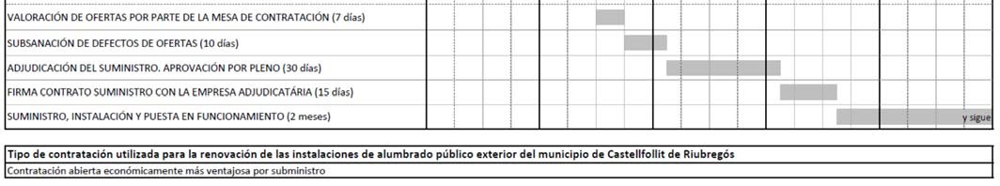 VALORACIÓN DE OFERTAS POR PARTE DE LA MESA DE CONTRATACIÓN (7 días)
SUBSANACIÓN DE DEFECTOS DE OFERTAS (10 días)
ADJUDICACIÓN DEL SUMINISTRO. APROVACIÓN POR PLENO (30 días)
FIRMA CONTRATO SUMINISTRO CON LA EMPRESA ADJUDICATÁRIA (15 días)
SUMINISTRO, INSTALACIÓN Y PUESTA EN FUNCIONAMIENTO (2 meses) y sigue
Tipo de contratación utilizada para la renovación de las instalaciones de alumbrado público exterior del municipio de Castellfollit de Riubregós
Contratación abierta económicamente más ventajosa por subministro